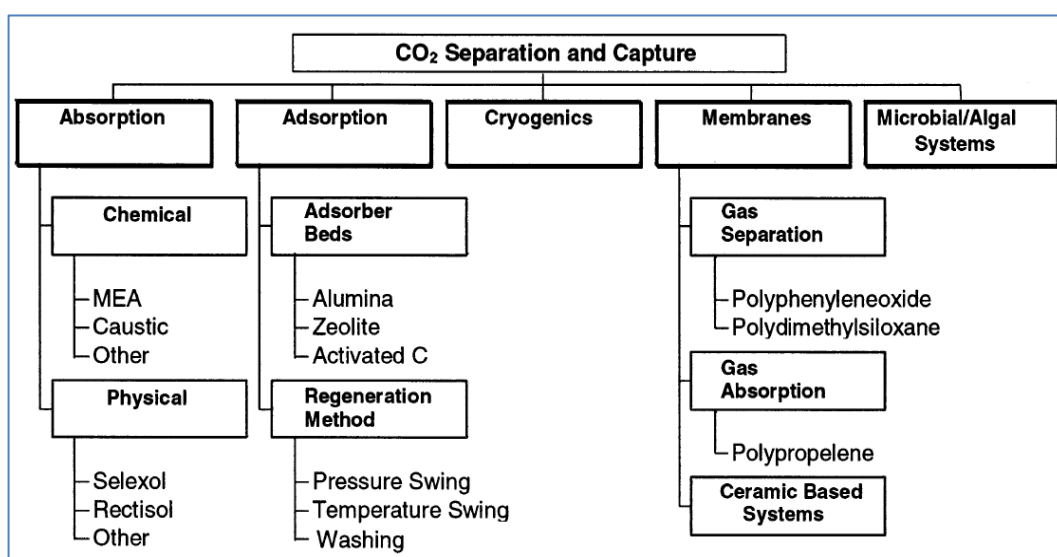 CO₂ Separation and Capture
Absorption
Adsorption
Cryogenics
Membranes
Microbial/Algal
Systems
Chemical
MEA
Caustic
Other
Physical
Selexol
Rectisol
Other
Adsorber
Beds
Alumina
Zeolite
Activated C
Regeneration
Method
Pressure Swing
Temperature Swing
Washing
Gas
Separation
Polyphenyleneoxide
Polydimethylsiloxane
Gas
Absorption
Polypropelene
Ceramic Based
Systems